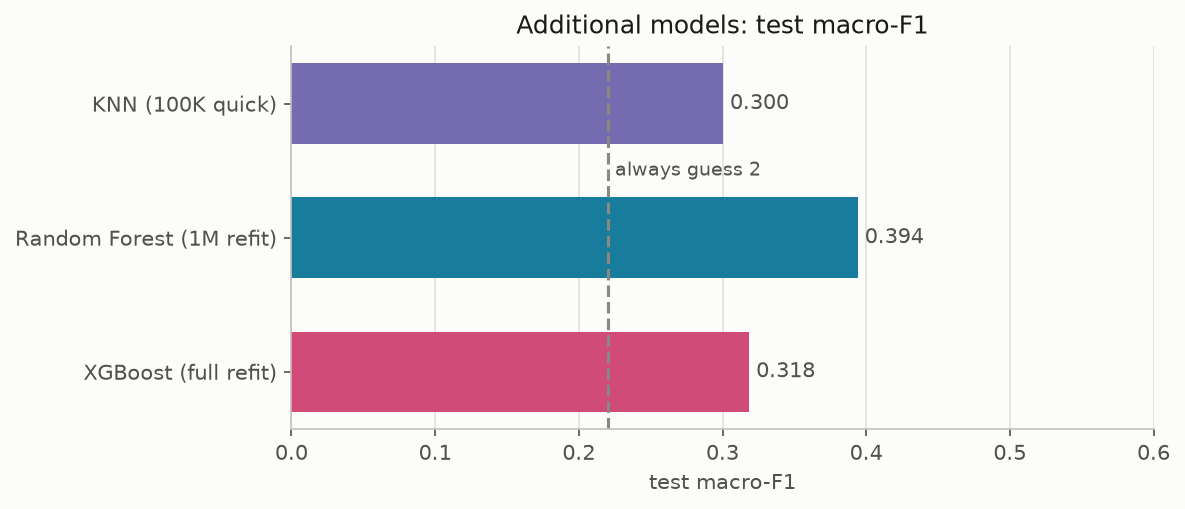 Additional models: test macro-F1
KNN (100K quick)
0.300
always guess 2
Random Forest (1M refit)
0.394
XGBoost (full refit)
0.318
0.0 0.1 0.2 0.3 0.4 0.5 0.6
test macro-F1